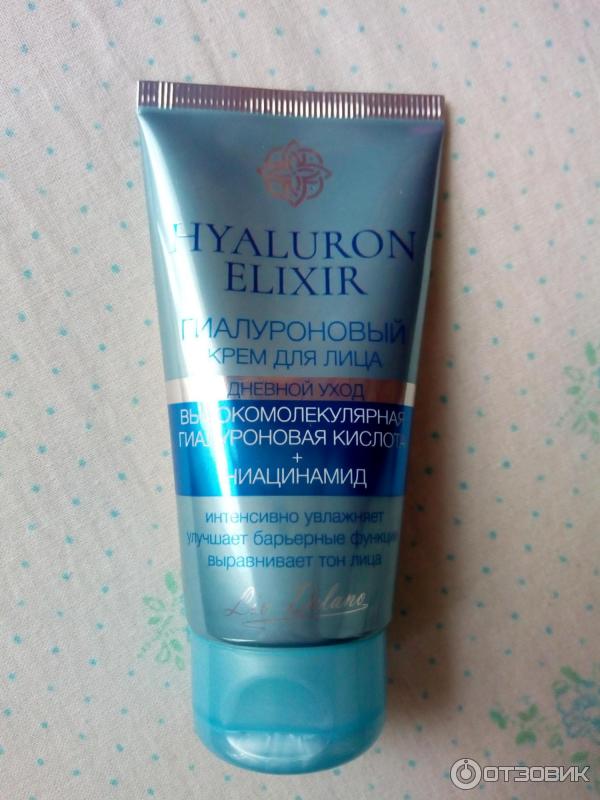 HYALURON
ELIXIR
ГИАЛУРОНОВЫЙ
КРЕМ ДЛЯ ЛИЦА
ДНЕВНОЙ УХОД
ВЫСОКОМОЛЕКУЛЯРНАЯ
ГИАЛУРОНОВАЯ КИСЛОТА
+
НИАЦИНАМИД
интенсивно увлажняет
улучшает барьерные функции
выравнивает тон лица
Liv Delano
ОТЗОВИК